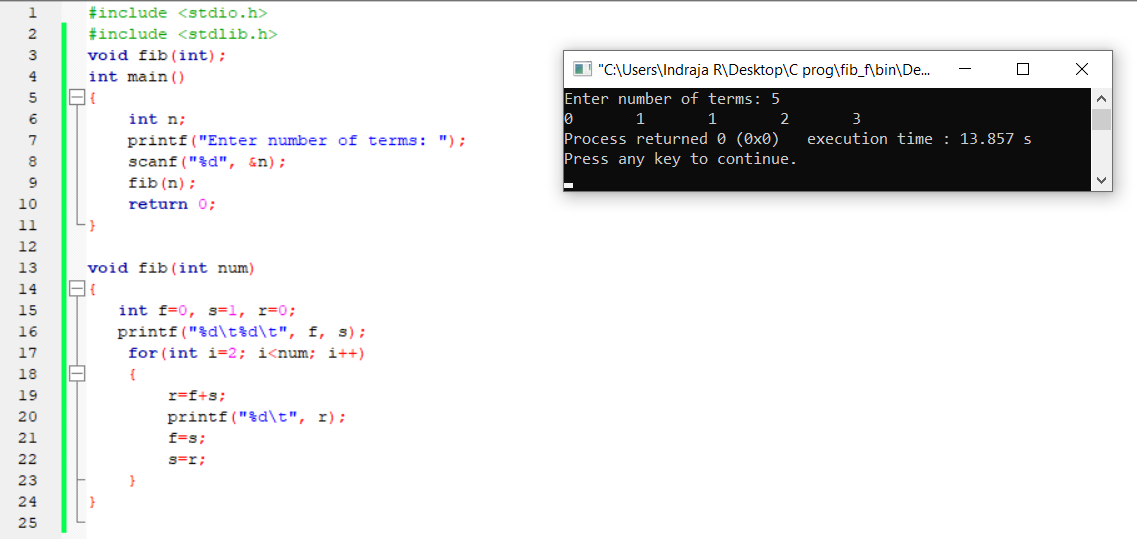 1 #include <stdio.h>
2 #include <stdlib.h>
3 void fib(int);
4 int main()
5 {
6 int n;
7 printf("Enter number of terms: ");
8 scanf("%d", &n);
9 fib(n);
10 return 0;
11 }
12
13 void fib(int num)
14 {
15 int f=0, s=1, r=0;
16 printf("%d\t%d\t", f, s);
17 for(int i=2; i<num; i++)
18 {
19 r=f+s;
20 printf("%d\t", r);
21 f=s;
22 s=r;
23 }
24 }
25
"C:\Users\Indraja R\Desktop\C prog\fib_f\bin\De...
Enter number of terms: 5
0 1 1 2 3
Process returned 0 (0x0) execution time : 13.857 s
Press any key to continue.